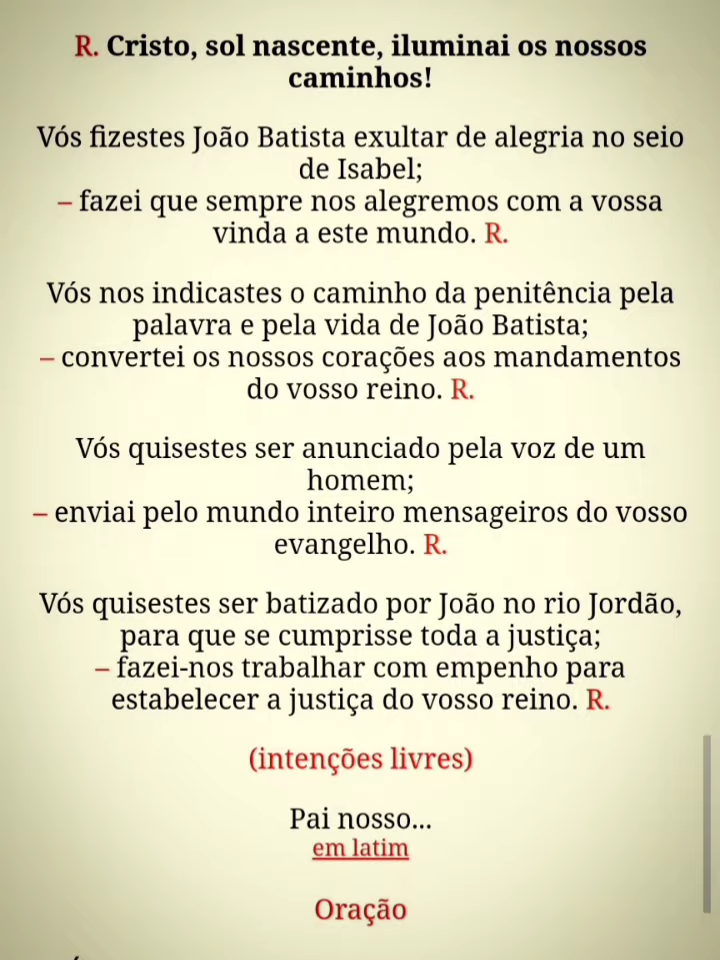 R. Cristo, sol nascente, iluminai os nossos
caminhos!
Vós fizestes João Batista exultar de alegria no seio
de Isabel;
– fazei que sempre nos alegremos com a vossa
vinda a este mundo. R.
Vós nos indicastes o caminho da penitência pela
palavra e pela vida de João Batista;
– convertei os nossos corações aos mandamentos
do vosso reino. R.
Vós quisestes ser anunciado pela voz de um
homem;
– enviai pelo mundo inteiro mensageiros do vosso
evangelho. R.
Vós quisestes ser batizado por João no rio Jordão,
para que se cumprisse toda a justiça;
– fazei-nos trabalhar com empenho para
estabelecer a justiça do vosso reino. R.
(intenções livres)
Pai nosso...
em latim
Oração